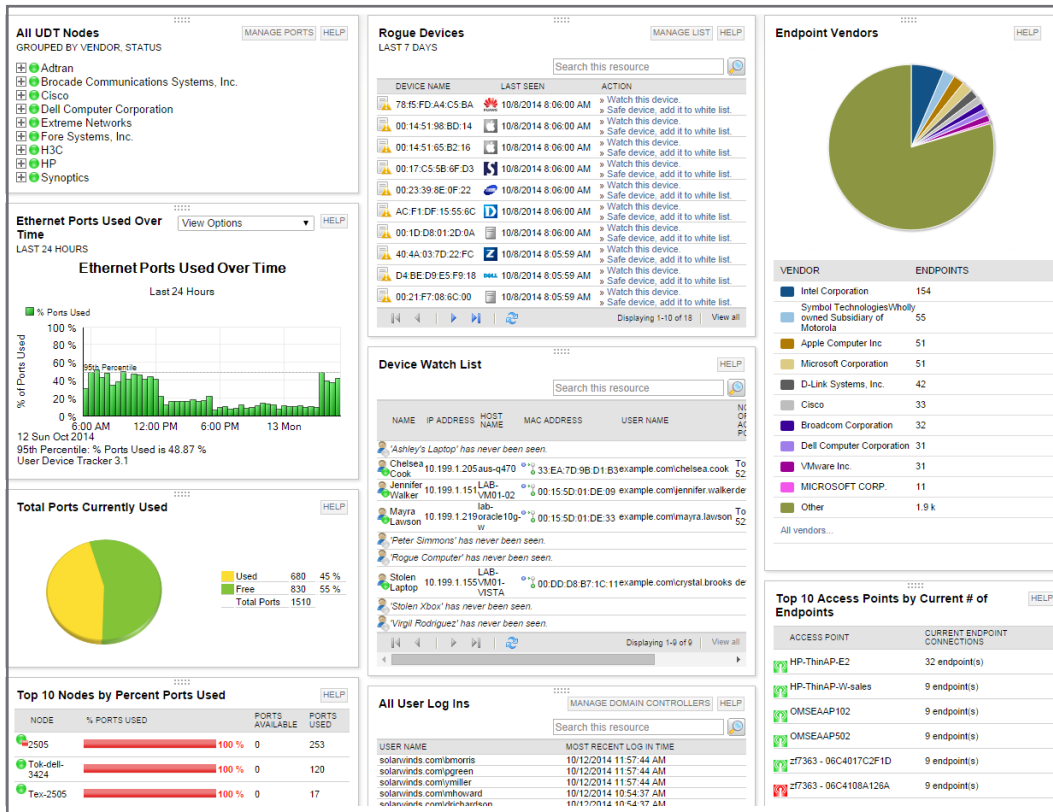 All UDT Nodes
MANAGE PORTS HELP
GROUPED BY VENDOR, STATUS
Adtran
Brocade Communications Systems, Inc.
Cisco
Dell Computer Corporation
Extreme Networks
Fore Systems, Inc.
H3C
HP
Synoptics
Ethernet Ports Used Over Time
View Options
HELP
LAST 24 HOURS
Ethernet Ports Used Over Time
Last 24 Hours
% Ports Used
% of Ports Used
100 %
80 %
95th Percentile
60 %
40 %
20 %
0 %
6:00 AM 12:00 PM 6:00 PM 13 Mon
12 Sun Oct 2014
95th Percentile: % Ports Used is 48.87 %
User Device Tracker 3.1
Total Ports Currently Used
HELP
Used 680 45 %
Free 830 55 %
Total Ports 1510
Top 10 Nodes by Percent Ports Used
HELP
NODE % PORTS USED PORTS AVAILABLE PORTS USED
2505 100 % 0 253
Tok-dell-3424 100 % 0 120
Tex-2505 100 % 0 17
Rogue Devices
MANAGE LIST HELP
LAST 7 DAYS
Search this resource
DEVICE NAME LAST SEEN ACTION
78:f5:FD:A4:C5:BA HUAWEI 10/8/2014 8:06:00 AM » Watch this device.
» Safe device, add it to white list.
00:14:51:98:BD:14 10/8/2014 8:06:00 AM » Watch this device.
» Safe device, add it to white list.
00:14:51:65:B2:16 10/8/2014 8:06:00 AM » Watch this device.
» Safe device, add it to white list.
00:17:C5:5B:6F:D3 10/8/2014 8:06:00 AM » Watch this device.
» Safe device, add it to white list.
00:23:39:8E:0F:22 10/8/2014 8:06:00 AM » Watch this device.
» Safe device, add it to white list.
AC:F1:DF:15:55:6C D 10/8/2014 8:06:00 AM » Watch this device.
» Safe device, add it to white list.
00:1D:D8:01:2D:0A 10/8/2014 8:06:00 AM » Watch this device.
» Safe device, add it to white list.
40:4A:03:7D:22:FC Z 10/8/2014 8:05:59 AM » Watch this device.
» Safe device, add it to white list.
D4:BE:D9:E5:F9:18 DELL 10/8/2014 8:05:59 AM » Watch this device.
» Safe device, add it to white list.
00:21:F7:08:6C:00 10/8/2014 8:05:59 AM » Watch this device.
» Safe device, add it to white list.
Displaying 1-10 of 18 View all
Device Watch List
HELP
Search this resource
NAME IP ADDRESS HOST NAME MAC ADDRESS USER NAME
'Ashley's Laptop' has never been seen.
Chelsea Cook 10.199.1.205 aus-q470 33:EA:7D:9B:D1:B3 example.com\chelsea.cook To 52
Jennifer Walker 10.199.1.151 LAB-VM01-02 00:15:5D:01:DE:09 example.com\jennifer.walker de
Mayra Lawson 10.199.1.219 lab-oracle10g-w 00:15:5D:01:DE:33 example.com\mayra.lawson To 52
'Peter Simmons' has never been seen.
'Rogue Computer' has never been seen.
Stolen Laptop 10.199.1.155 LAB-VM01-VISTA 00:DD:D8:B7:1C:11 example.com\crystal.brooks de
'Stolen Xbox' has never been seen.
'Virgil Rodriguez' has never been seen.
Displaying 1-9 of 9 View all
All User Log Ins
MANAGE DOMAIN CONTROLLERS HELP
Search this resource
USER NAME MOST RECENT LOG IN TIME
solarwinds.com\bmorris 10/12/2014 11:57:44 AM
solarwinds.com\pgreen 10/12/2014 11:57:44 AM
solarwinds.com\ymiller 10/12/2014 11:57:44 AM
solarwinds.com\mhoward 10/12/2014 10:54:37 AM
solarwinds.com\drichardson 10/12/2014 10:54:37 AM
Endpoint Vendors
HELP
VENDOR ENDPOINTS
Intel Corporation 154
Symbol TechnologiesWholly owned Subsidiary of Motorola 55
Apple Computer Inc 51
Microsoft Corporation 51
D-Link Systems, Inc. 42
Cisco 33
Broadcom Corporation 32
Dell Computer Corporation 31
VMware Inc. 31
MICROSOFT CORP. 11
Other 1.9 k
All vendors...
Top 10 Access Points by Current # of Endpoints
HELP
ACCESS POINT CURRENT ENDPOINT CONNECTIONS
HP-ThinAP-E2 32 endpoint(s)
HP-ThinAP-W-sales 9 endpoint(s)
OMSEAAP102 9 endpoint(s)
OMSEAAP502 9 endpoint(s)
zf7363 - 06C4017C2F1D 9 endpoint(s)
zf7363 - 06C4108A126A 9 endpoint(s)